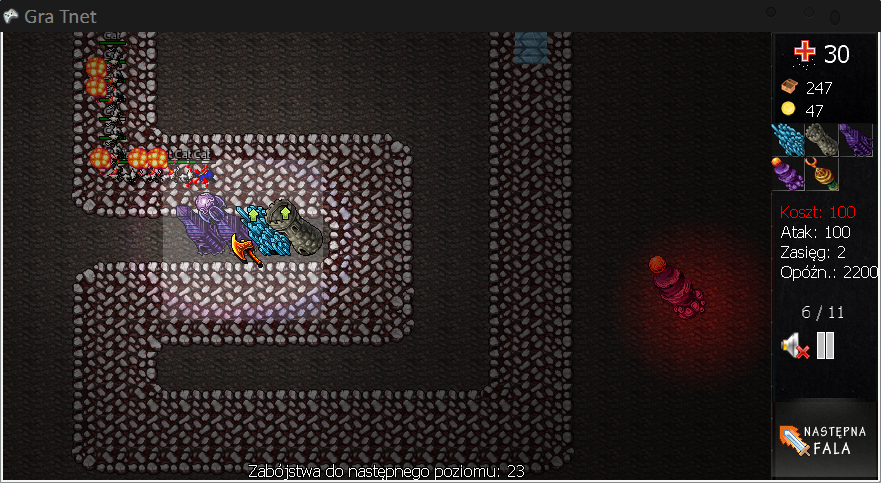 Gra Tnet
30
247
47
Koszt: 100
Atak: 100
Zasięg: 2
Opóźn.: 2200
6 / 11
NASTĘPNA
FALA
Zabójstwa do następnego poziomu: 23